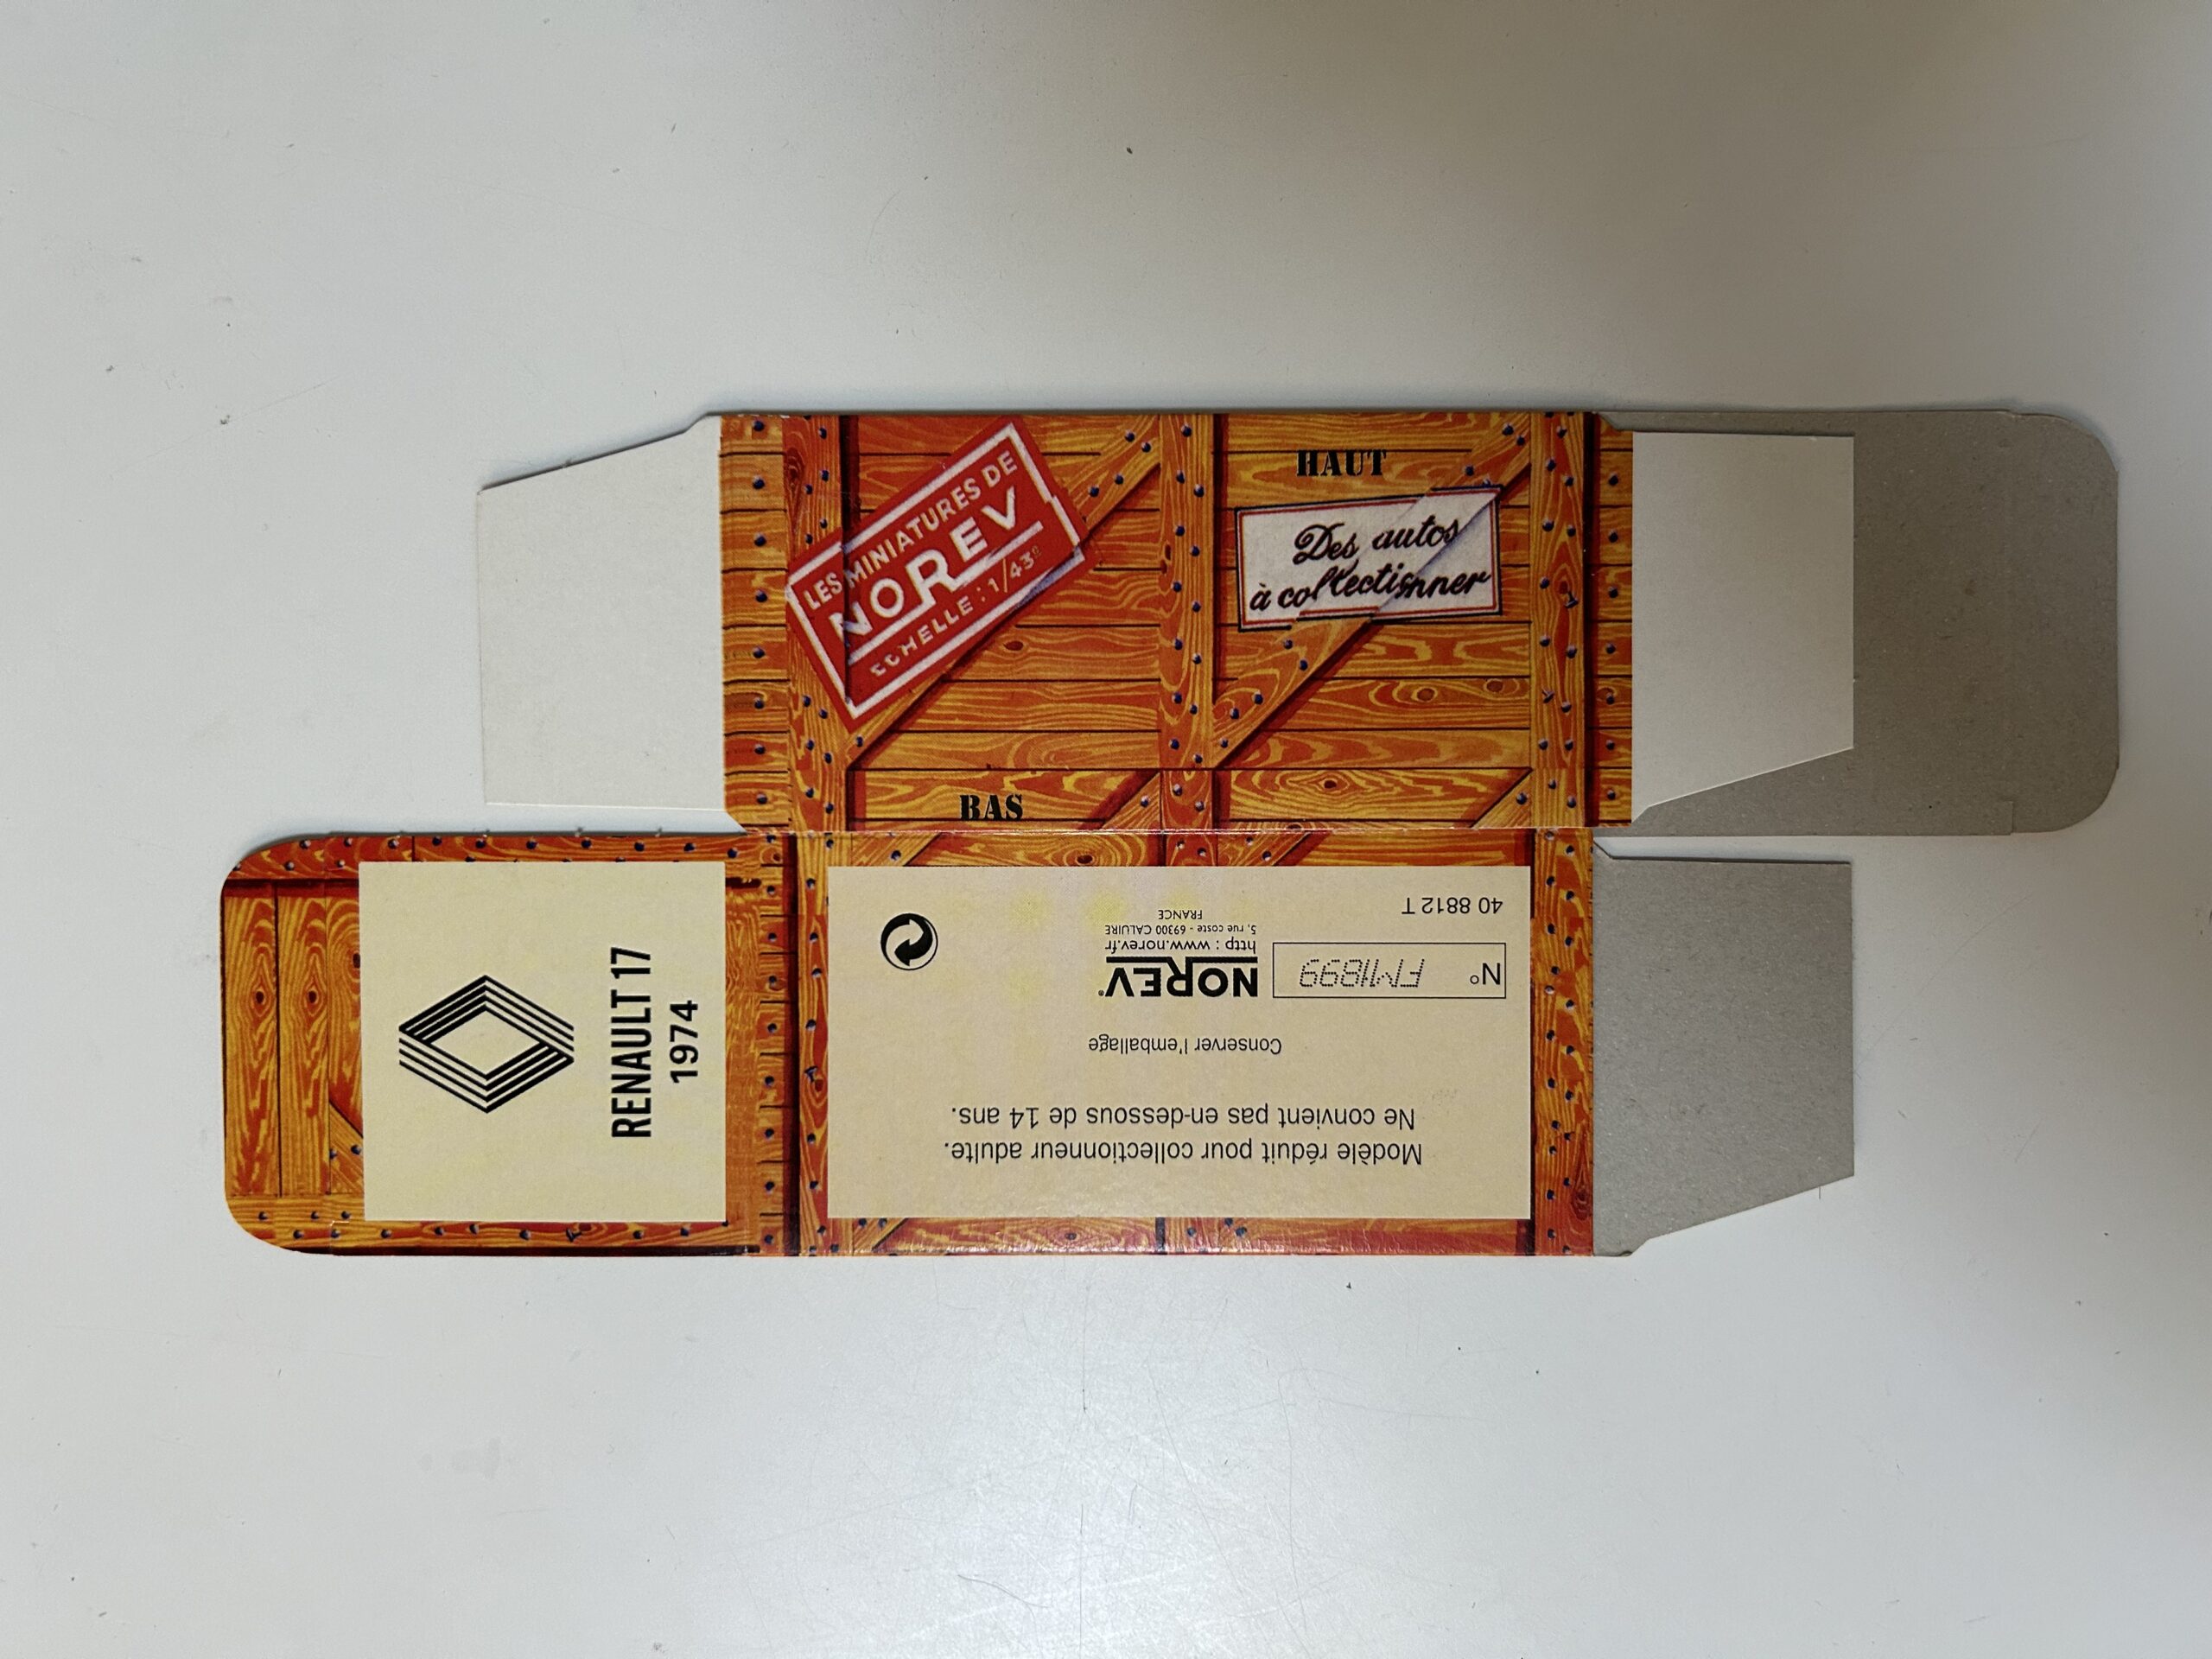 LES MINIATURES DE
NOREV
ECHELLE : 1/43e
HAUT
Des autos
à collectionner
BAS
RENAULT 17
1974
Modèle réduit pour collectionneur adulte.
Ne convient pas en-dessous de 14 ans.
Conserver l'emballage
N° FM11899
NOREV®
http : www.norev.fr
5, rue coste - 69300 CALUIRE
FRANCE
40 8812 T